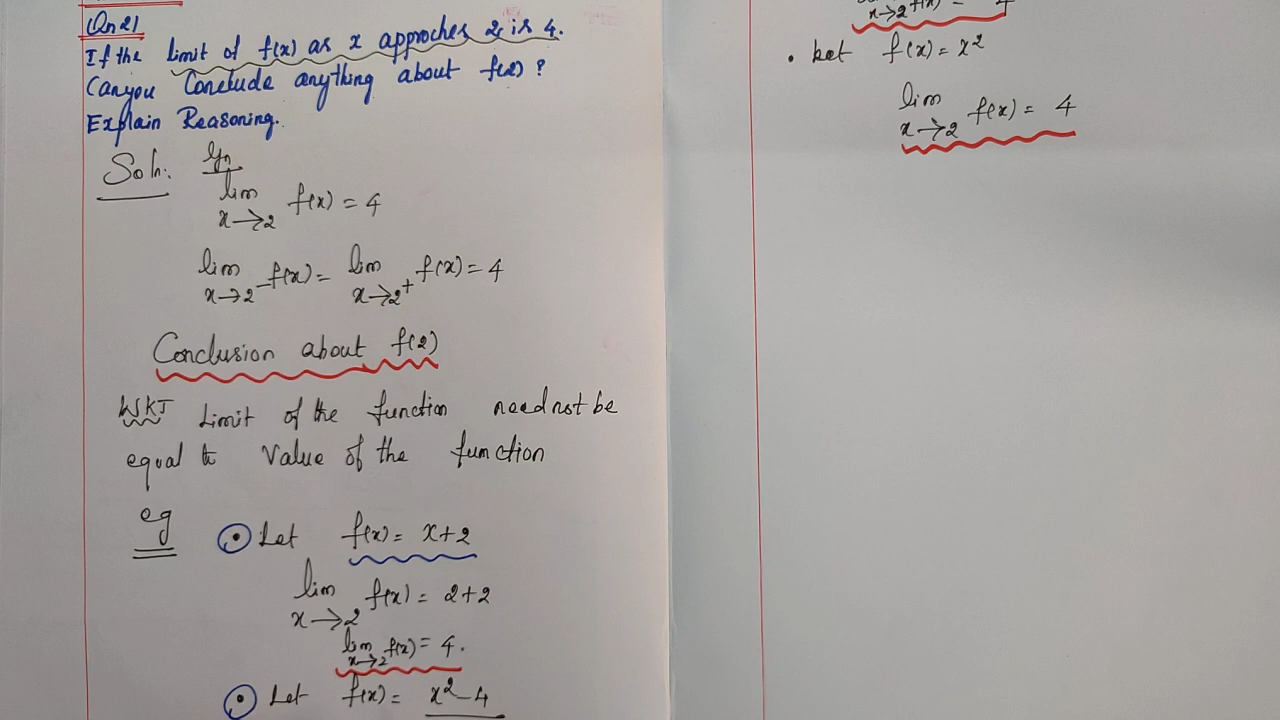 Qn 21
If the limit of f(x) as x approches 2, is 4.
Can you Conclude anything about f(2)?
Explain Reasoning.
Soln: Gn
lim x→2 f(x) = 4
lim x→2⁻ f(x) = lim x→2⁺ f(x) = 4
Conclusion about f(2)
WKT Limit of the function need not be
equal to Value of the function
eg Let f(x) = x+2
lim x→2 f(x) = 2+2
lim x→2 f(x) = 4.
Let f(x) = x²-4
x→2 f(x) = 4
. Let f(x) = x²
lim x→2 f(x) = 4